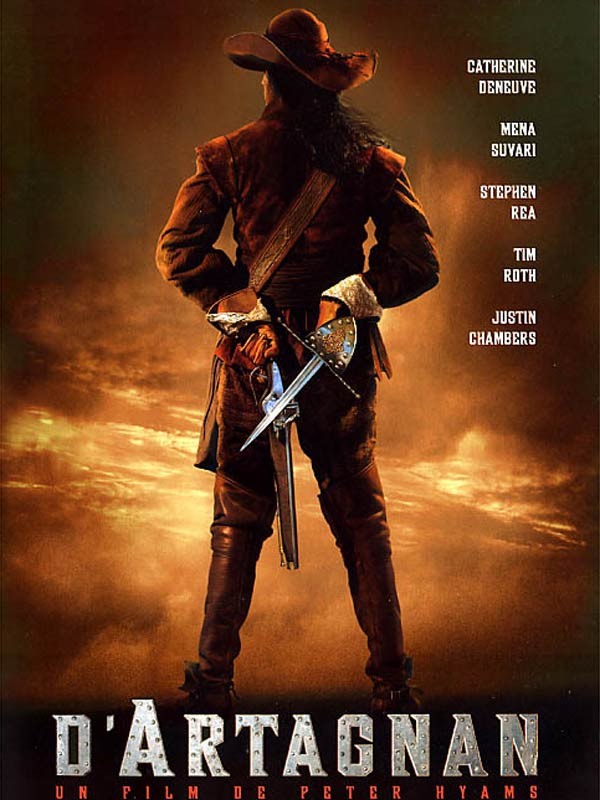 CATHERINE
DENEUVE
MENA
SUVARI
STEPHEN
REA
TIM
ROTH
JUSTIN
CHAMBERS
D'ARTAGNAN
UN FILM DE PETER HYAMS